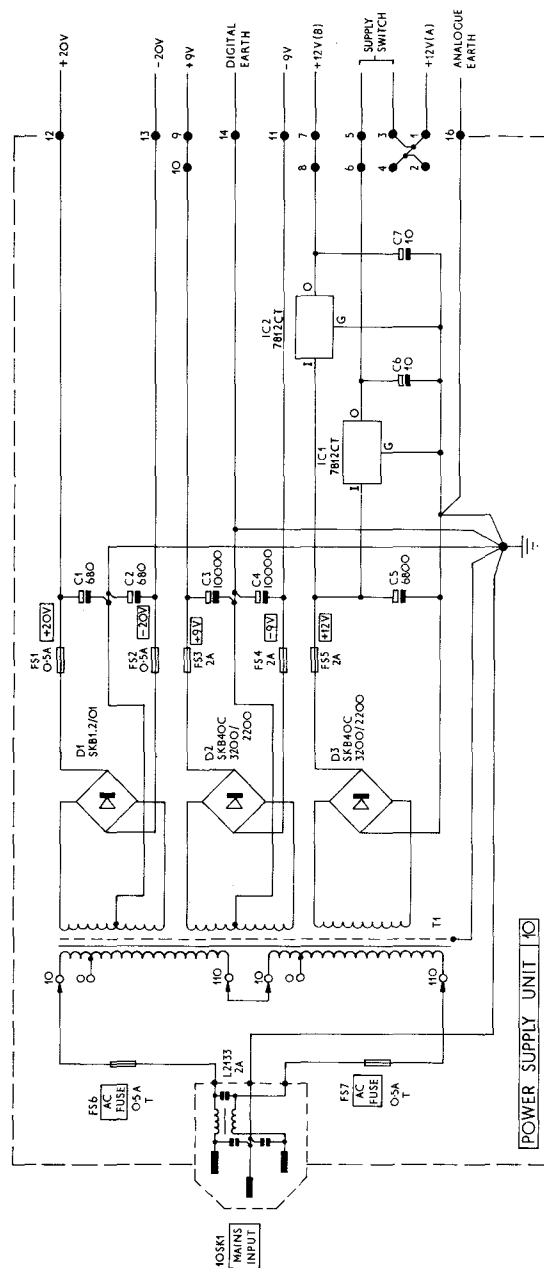 10SK1
MAINS
INPUT
FS6
AC
FUSE
0·5A
T
L2133
2A
FS7
AC
FUSE
0·5A
T
10
0
110
10
0
110
T1
D1
SKB1.2/01
D2
SKB40C
3200/
2200
D3
SKB40C
3200/2200
FS1
0·5A
+20V
FS2
0·5A
-20V
FS3
2A
+9V
FS4
2A
-9V
FS5
2A
+12V
C1
680
C2
680
C3
10000
C4
10000
C5
6800
IC1
7812CT
I
O
G
C6
10
IC2
7812CT
I
O
G
C7
10
12
+20V
13
-20V
10
9
+9V
14
DIGITAL
EARTH
11
-9V
8
7
+12V(B)
6
5
SUPPLY
SWITCH
4
3
2
1
+12V(A)
16
ANALOGUE
EARTH
POWER SUPPLY UNIT 10